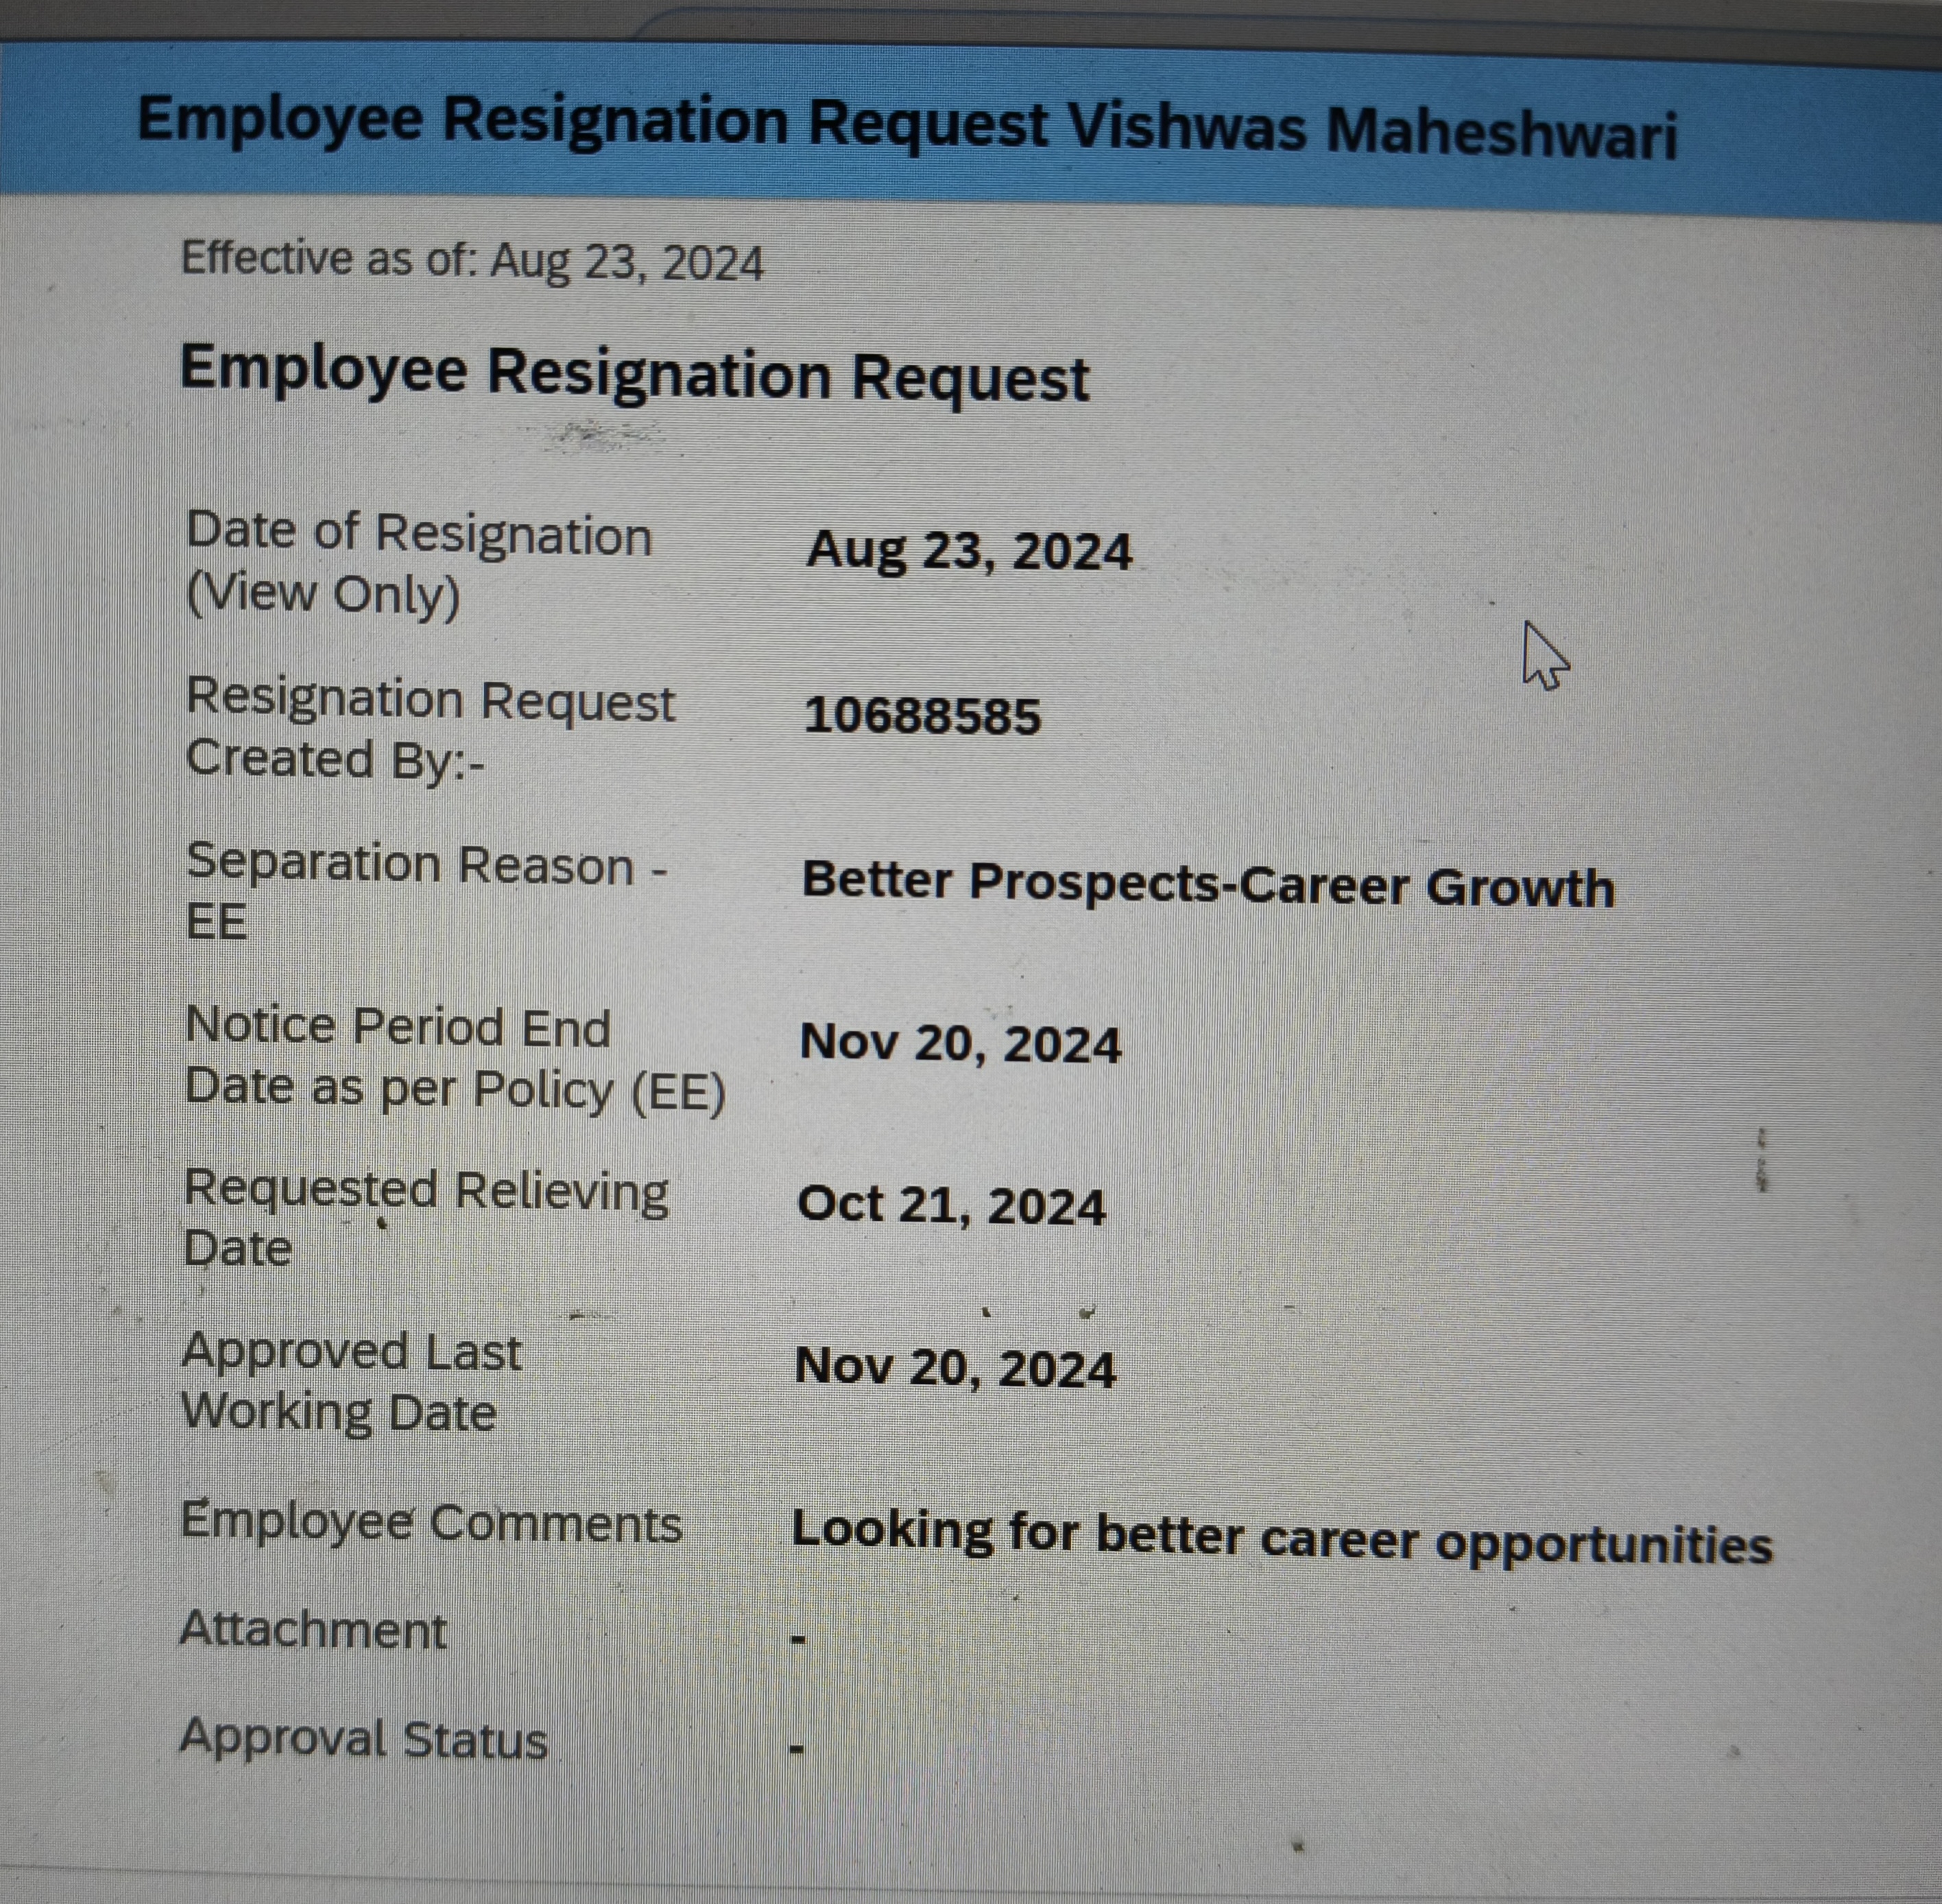 Employee Resignation Request Vishwas Maheshwari
Effective as of: Aug 23, 2024
Employee Resignation Request
Date of Resignation
(View Only)
Aug 23, 2024
Resignation Request
Created By:-
10688585
Separation Reason -
EE
Better Prospects-Career Growth
Notice Period End
Date as per Policy (EE)
Nov 20, 2024
Requested Relieving
Date
Oct 21, 2024
Approved Last
Working Date
Nov 20, 2024
Employee Comments
Looking for better career opportunities
Attachment
-
Approval Status
-